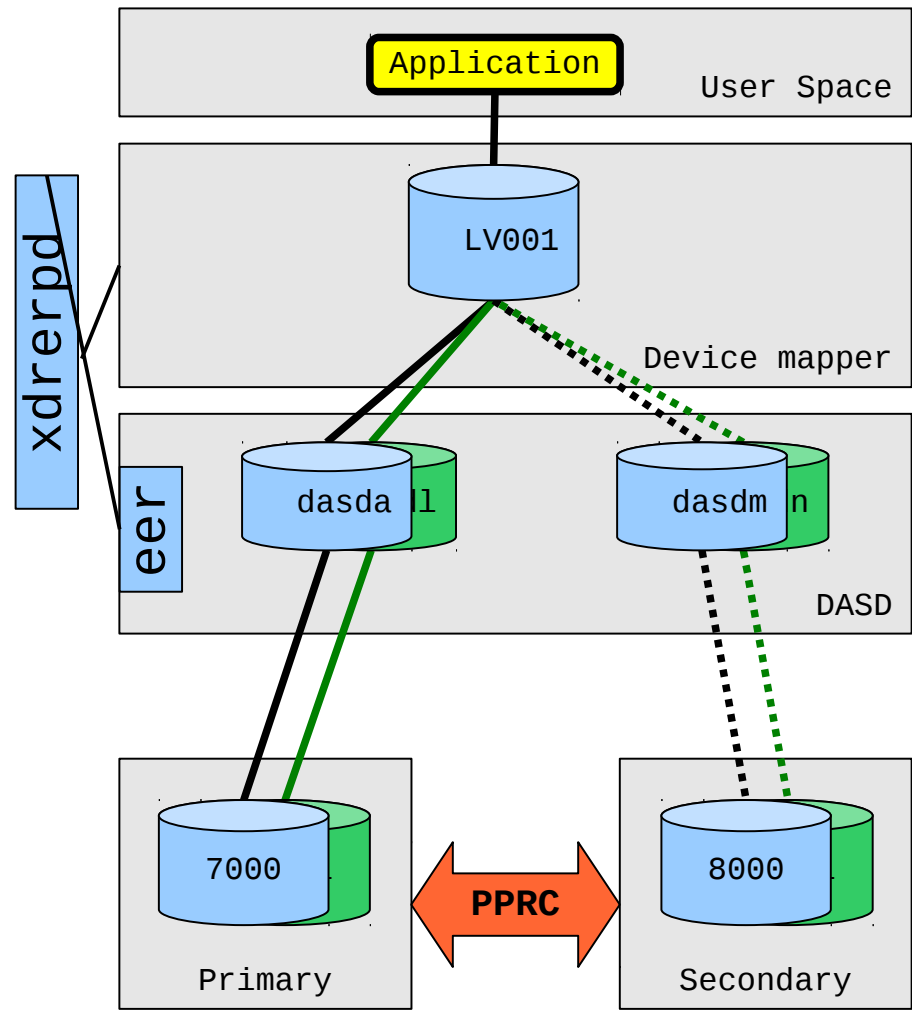 Application
User Space
LV001
Device mapper
xdrerpd
dasda
dasdm
n
eer
DASD
7000
8000
PPRC
Primary
Secondary